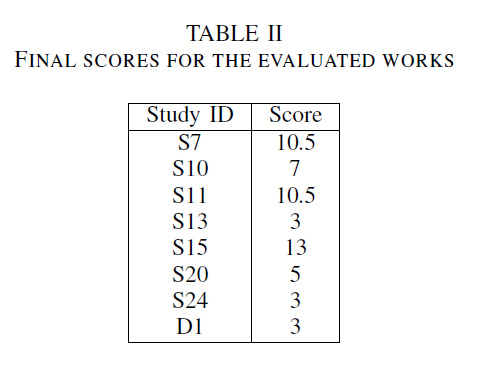 TABLE II
FINAL SCORES FOR THE EVALUATED WORKS
Study ID Score
S7 10.5
S10 7
S11 10.5
S13 3
S15 13
S20 5
S24 3
D1 3